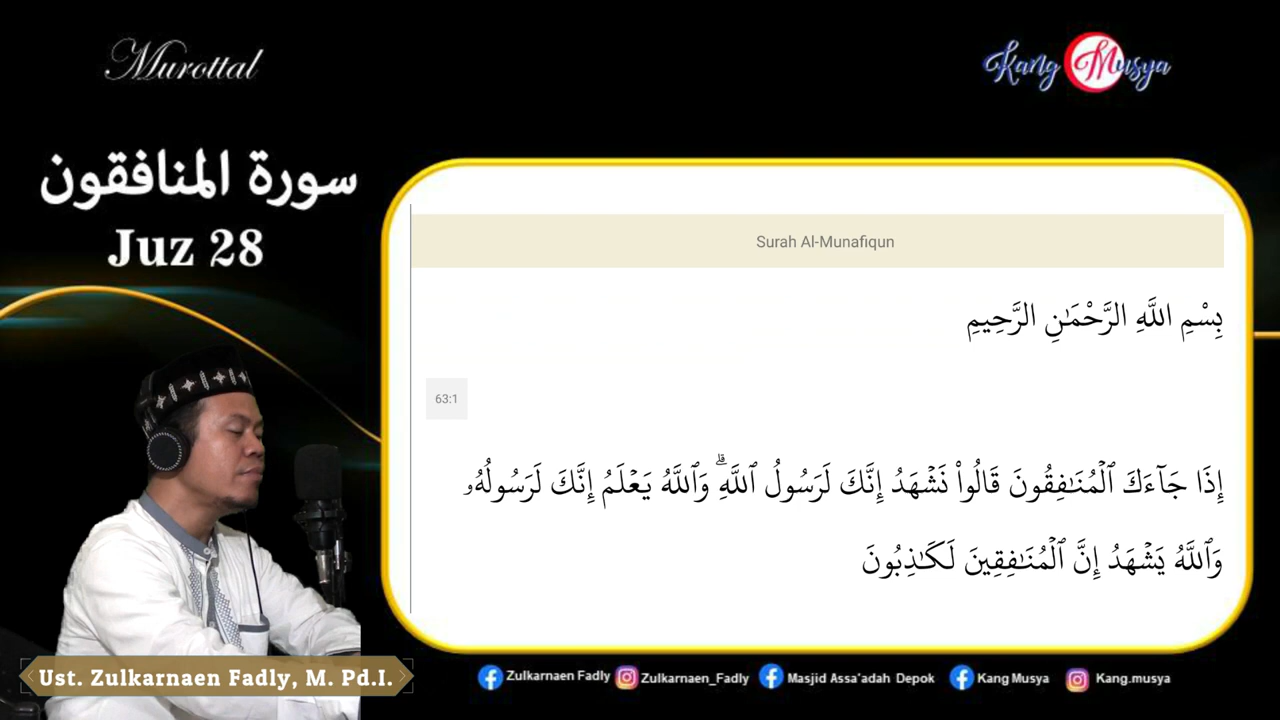 Murottal
Kang Musya
سورة المنافقون
Juz 28
Surah Al-Munafiqun
بِسْمِ اللَّهِ الرَّحْمَٰنِ الرَّحِيمِ
63:1
إِذَا جَآءَكَ ٱلْمُنَٰفِقُونَ قَالُوا۟ نَشْهَدُ إِنَّكَ لَرَسُولُ ٱللَّهِ ۗ وَٱللَّهُ يَعْلَمُ إِنَّكَ لَرَسُولُهُۥ
وَٱللَّهُ يَشْهَدُ إِنَّ ٱلْمُنَٰفِقِينَ لَكَٰذِبُونَ
Ust. Zulkarnaen Fadly, M. Pd.I.
Zulkarnaen Fadly Zulkarnaen_Fadly Masjid Assa'adah Depok Kang Musya Kang.musya